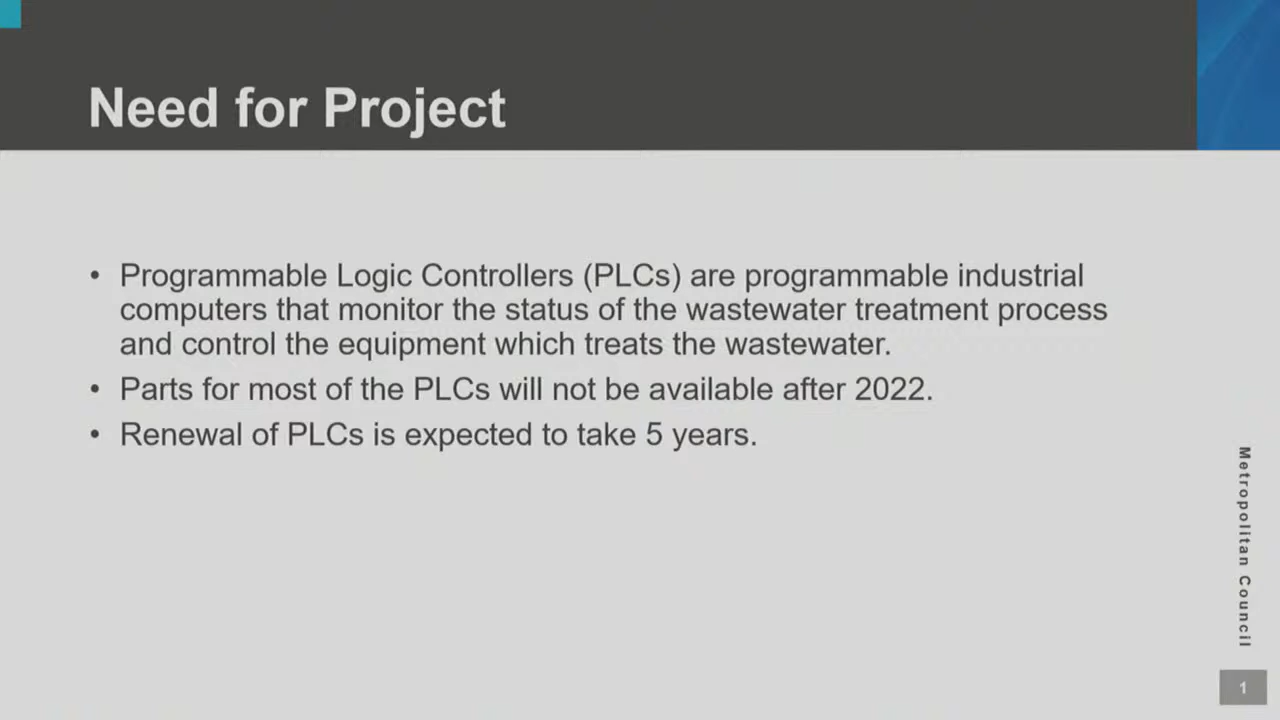 Need for Project
• Programmable Logic Controllers (PLCs) are programmable industrial
computers that monitor the status of the wastewater treatment process
and control the equipment which treats the wastewater.
• Parts for most of the PLCs will not be available after 2022.
• Renewal of PLCs is expected to take 5 years.
Metropolitan Council
1